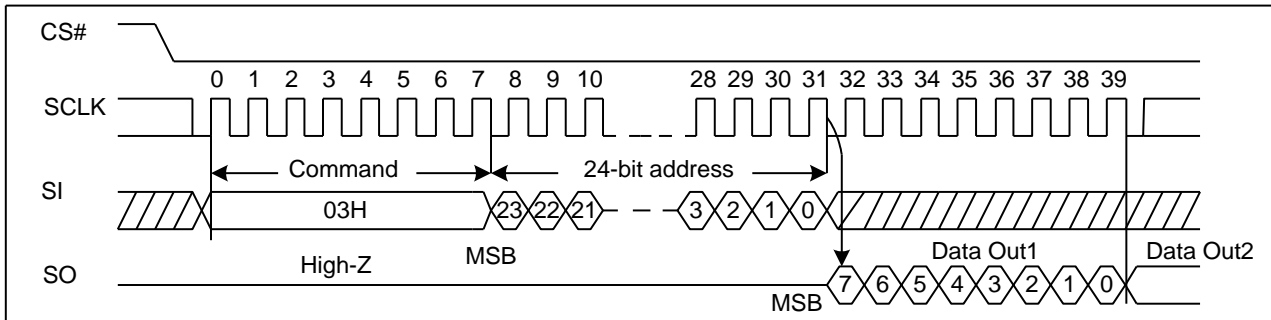 CS#
0 1 2 3 4 5 6 7 8 9 10 28 29 30 31 32 33 34 35 36 37 38 39
SCLK
Command 24-bit address
SI
03H 23 22 21 3 2 1 0
High-Z MSB Data Out1 Data Out2
SO
MSB 7 6 5 4 3 2 1 0